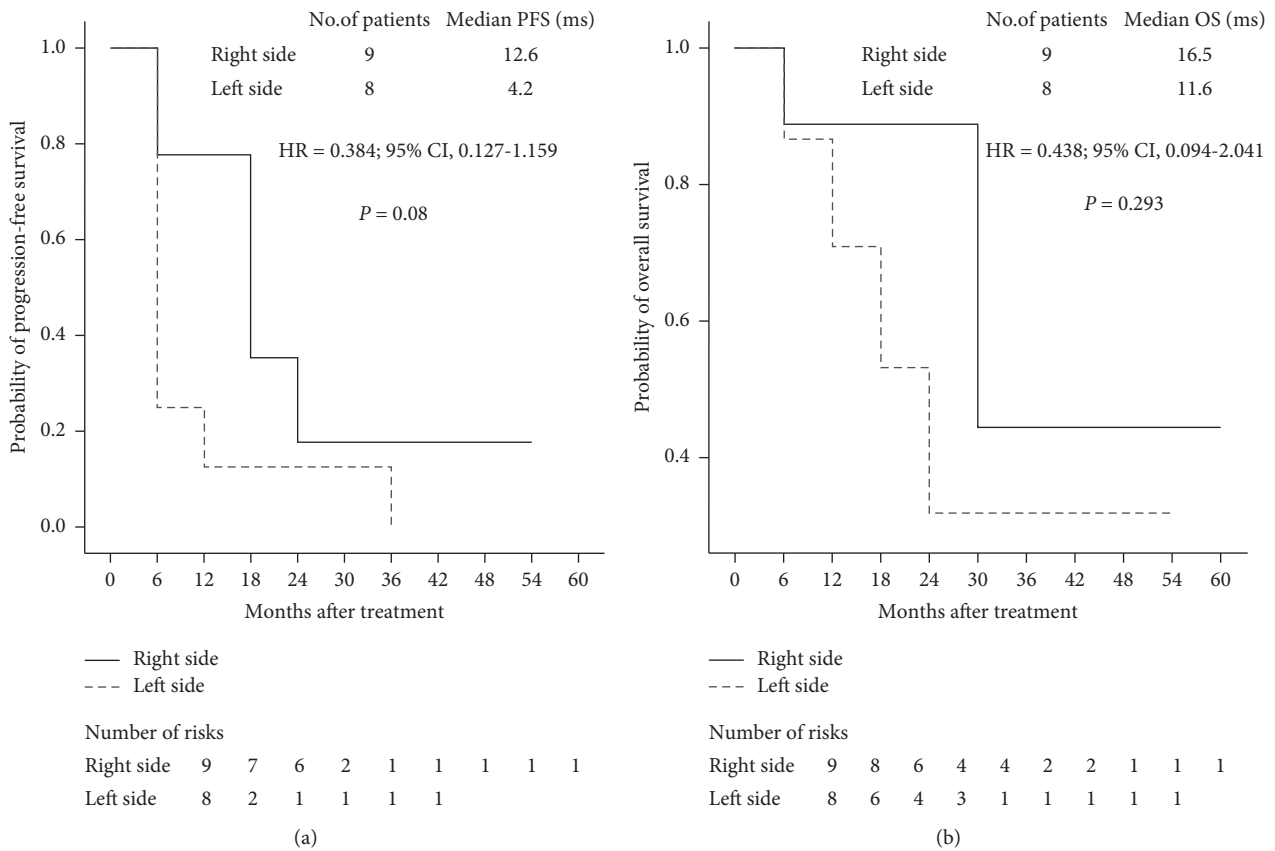 No.of patients Median PFS (ms)
Right side 9 12.6
Left side 8 4.2
HR = 0.384; 95% CI, 0.127-1.159
P = 0.08
Probability of progression-free survival
1.0
0.8
0.6
0.4
0.2
0.0
0 6 12 18 24 30 36 42 48 54 60
Months after treatment
Right side
Left side
Number of risks
Right side 9 7 6 2 1 1 1 1 1
Left side 8 2 1 1 1 1
(a)
No.of patients Median OS (ms)
Right side 9 16.5
Left side 8 11.6
HR = 0.438; 95% CI, 0.094-2.041
P = 0.293
Probability of overall survival
1.0
0.8
0.6
0.4
0 6 12 18 24 30 36 42 48 54 60
Months after treatment
Right side
Left side
Number of risks
Right side 9 8 6 4 4 2 2 1 1 1
Left side 8 6 4 3 1 1 1 1 1
(b)